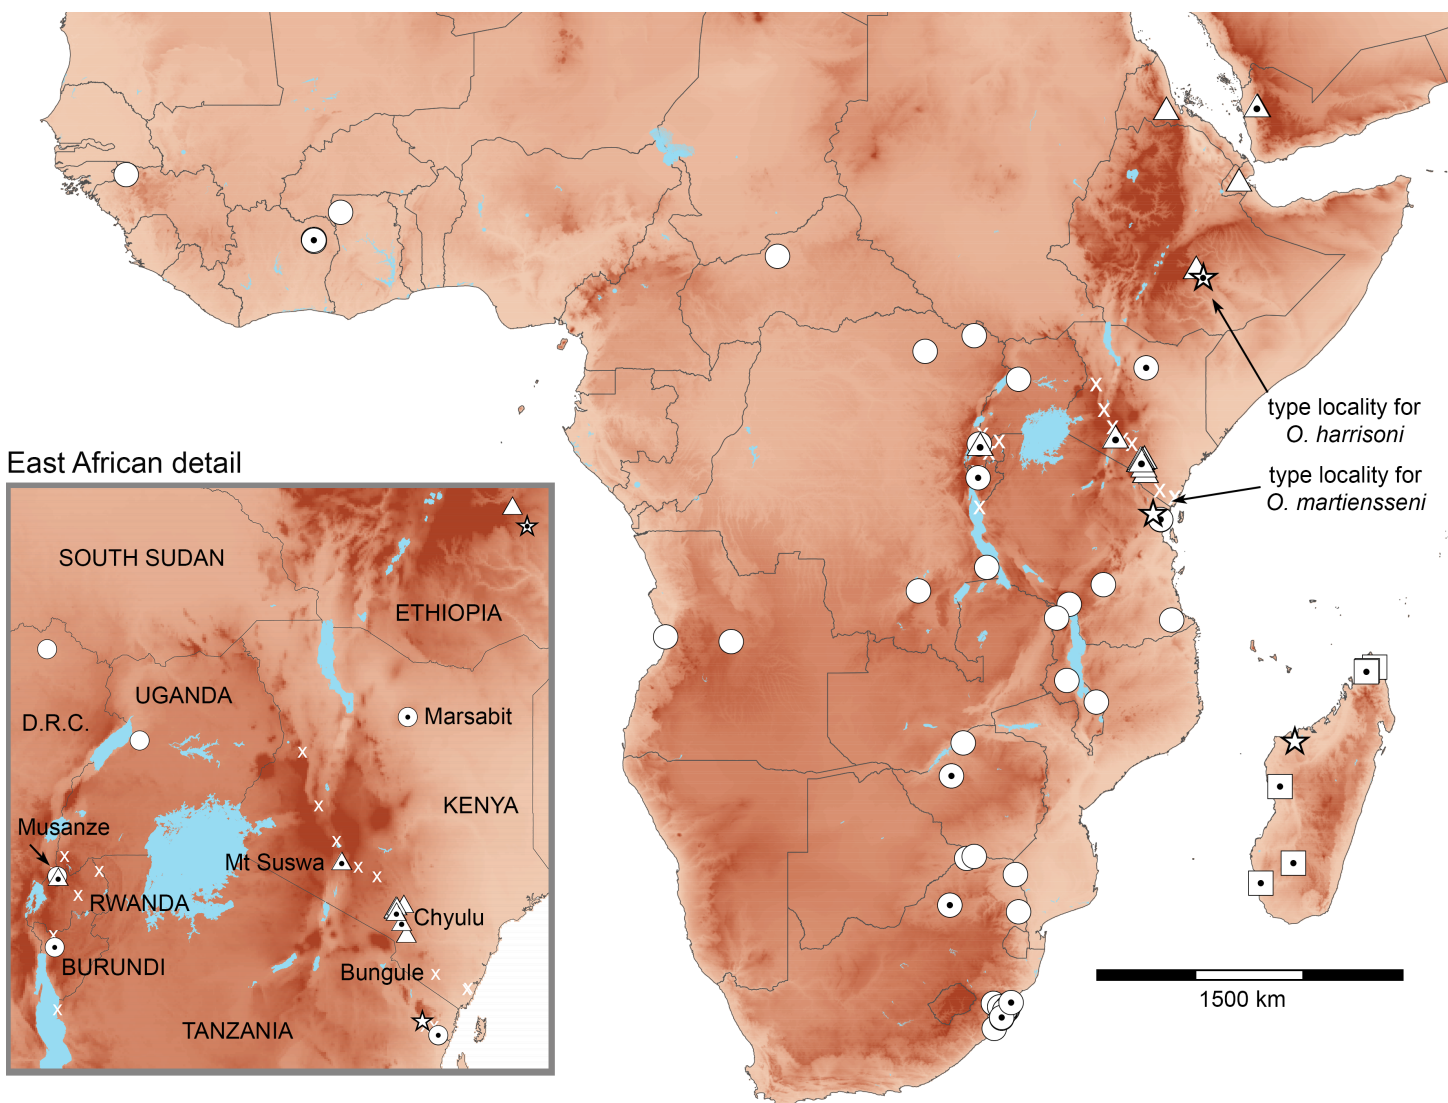 type locality for
O. harrisoni
type locality for
O. martiensseni
1500 km
East African detail
SOUTH SUDAN
ETHIOPIA
UGANDA
D.R.C.
Marsabit
KENYA
Musanze
Mt Suswa
RWANDA
Chyulu
BURUNDI
Bungule
TANZANIA